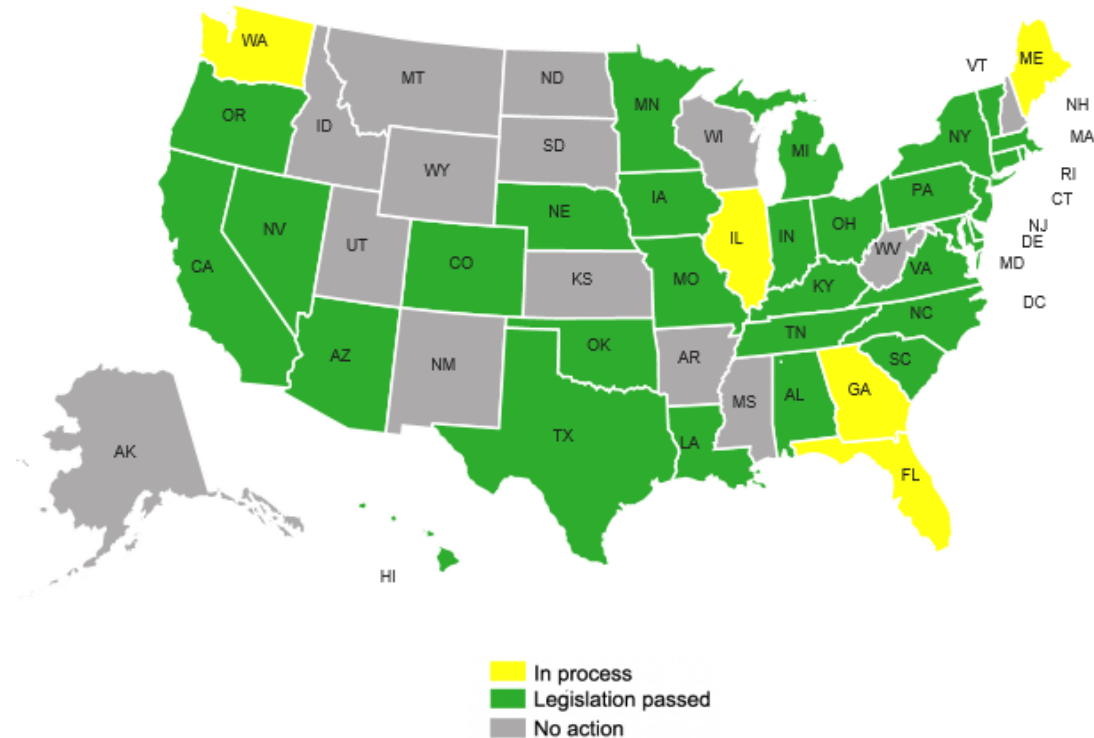 WA
ME
VT
MT
ND
MN
NH
OR
ID
WI
NY
MA
SD
MI
WY
RI
PA
CT
NE
IA
NV
IL
IN
OH
NJ
DE
UT
CO
WV
MD
CA
KS
MO
VA
KY
DC
NC
TN
OK
AZ
NM
AR
SC
GA
MS
AL
TX
LA
AK
FL
HI
In process
Legislation passed
No action